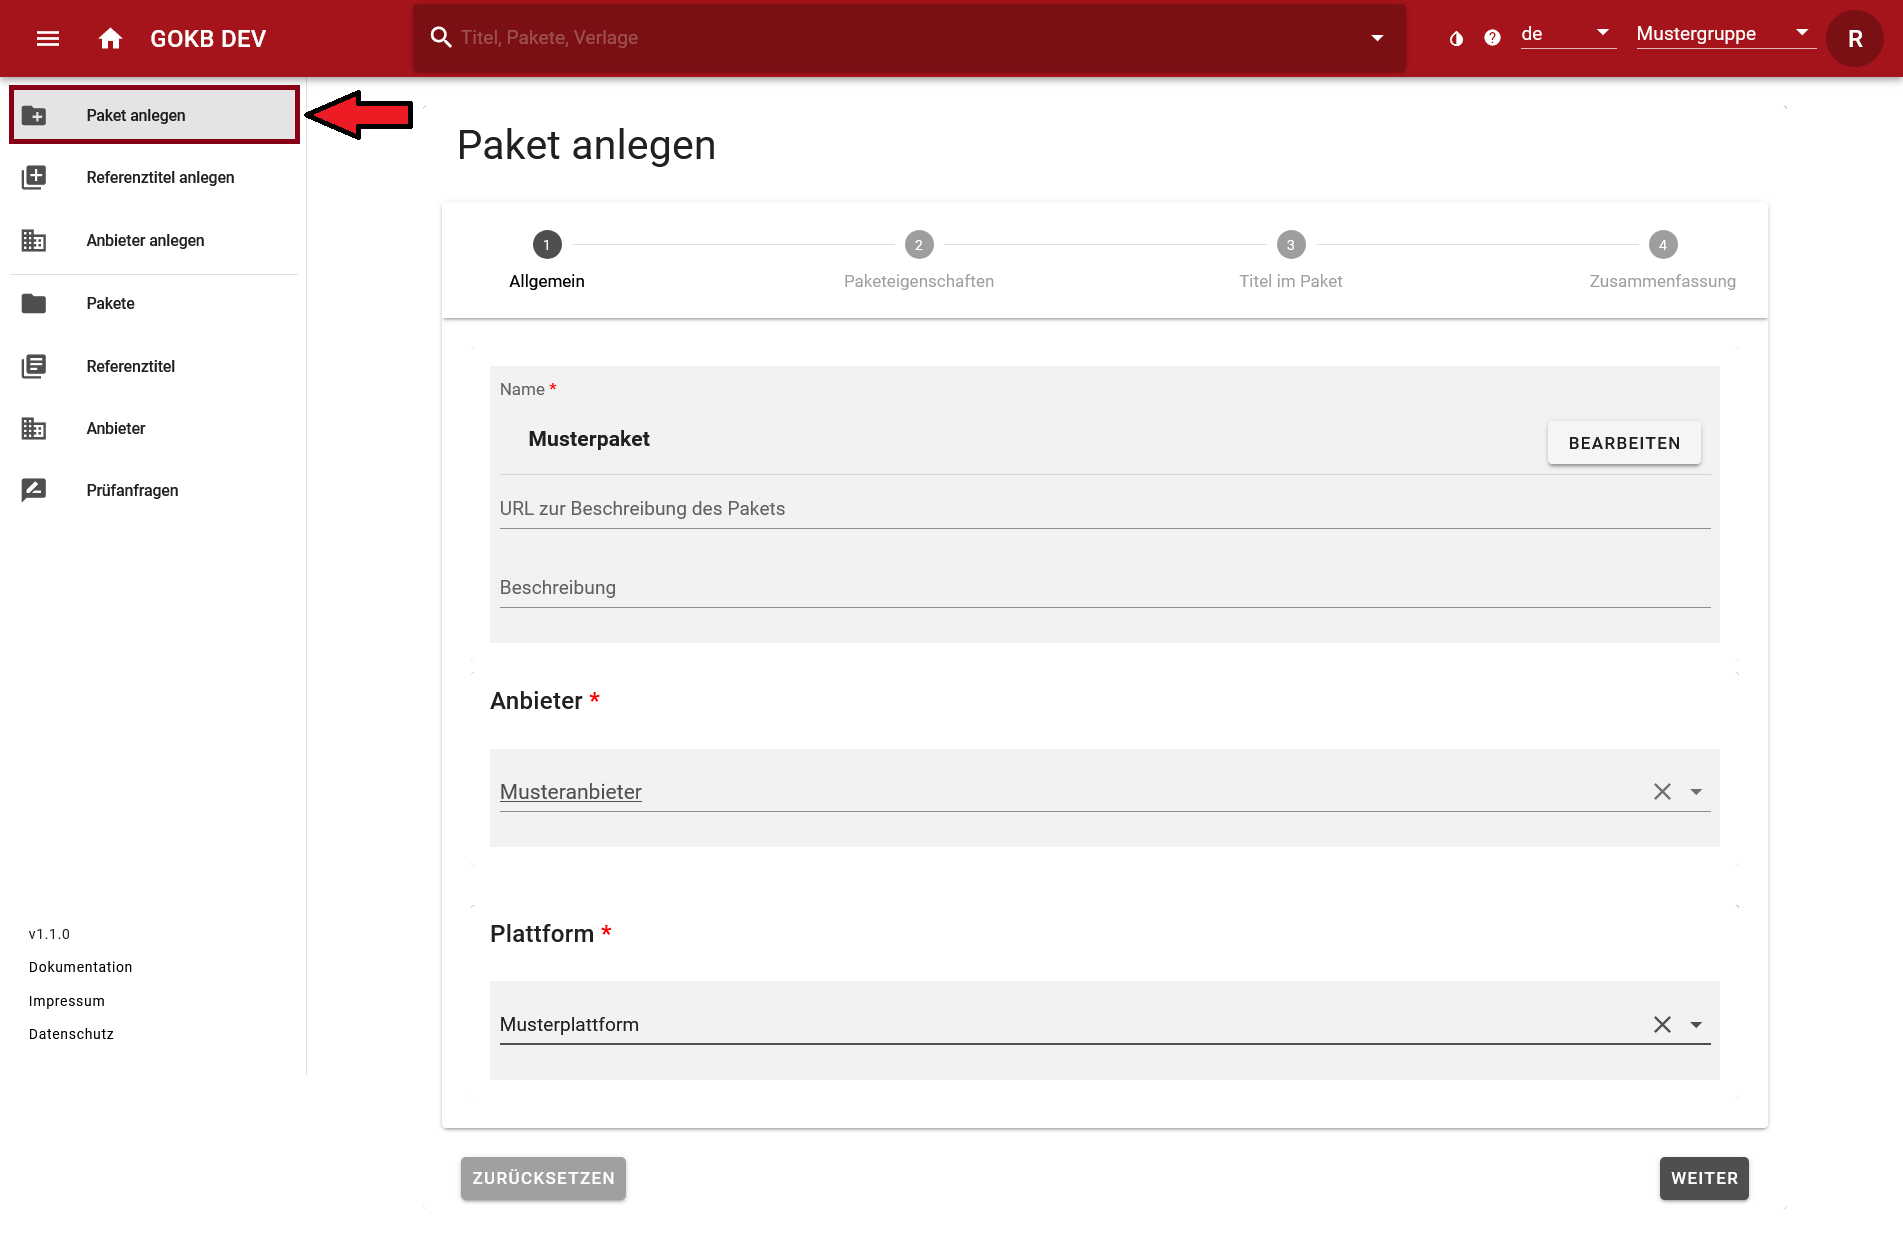 GOKB DEV
Titel, Pakete, Verlage
de
Mustergruppe
R
Paket anlegen
Referenztitel anlegen
Anbieter anlegen
Pakete
Referenztitel
Anbieter
Prüfanfragen
v1.1.0
Dokumentation
Impressum
Datenschutz
Paket anlegen
1
2
3
4
Allgemein
Paketeigenschaften
Titel im Paket
Zusammenfassung
Name *
Musterpaket
BEARBEITEN
URL zur Beschreibung des Pakets
Beschreibung
Anbieter *
Musteranbieter
Plattform *
Musterplattform
ZURÜCKSETZEN
WEITER